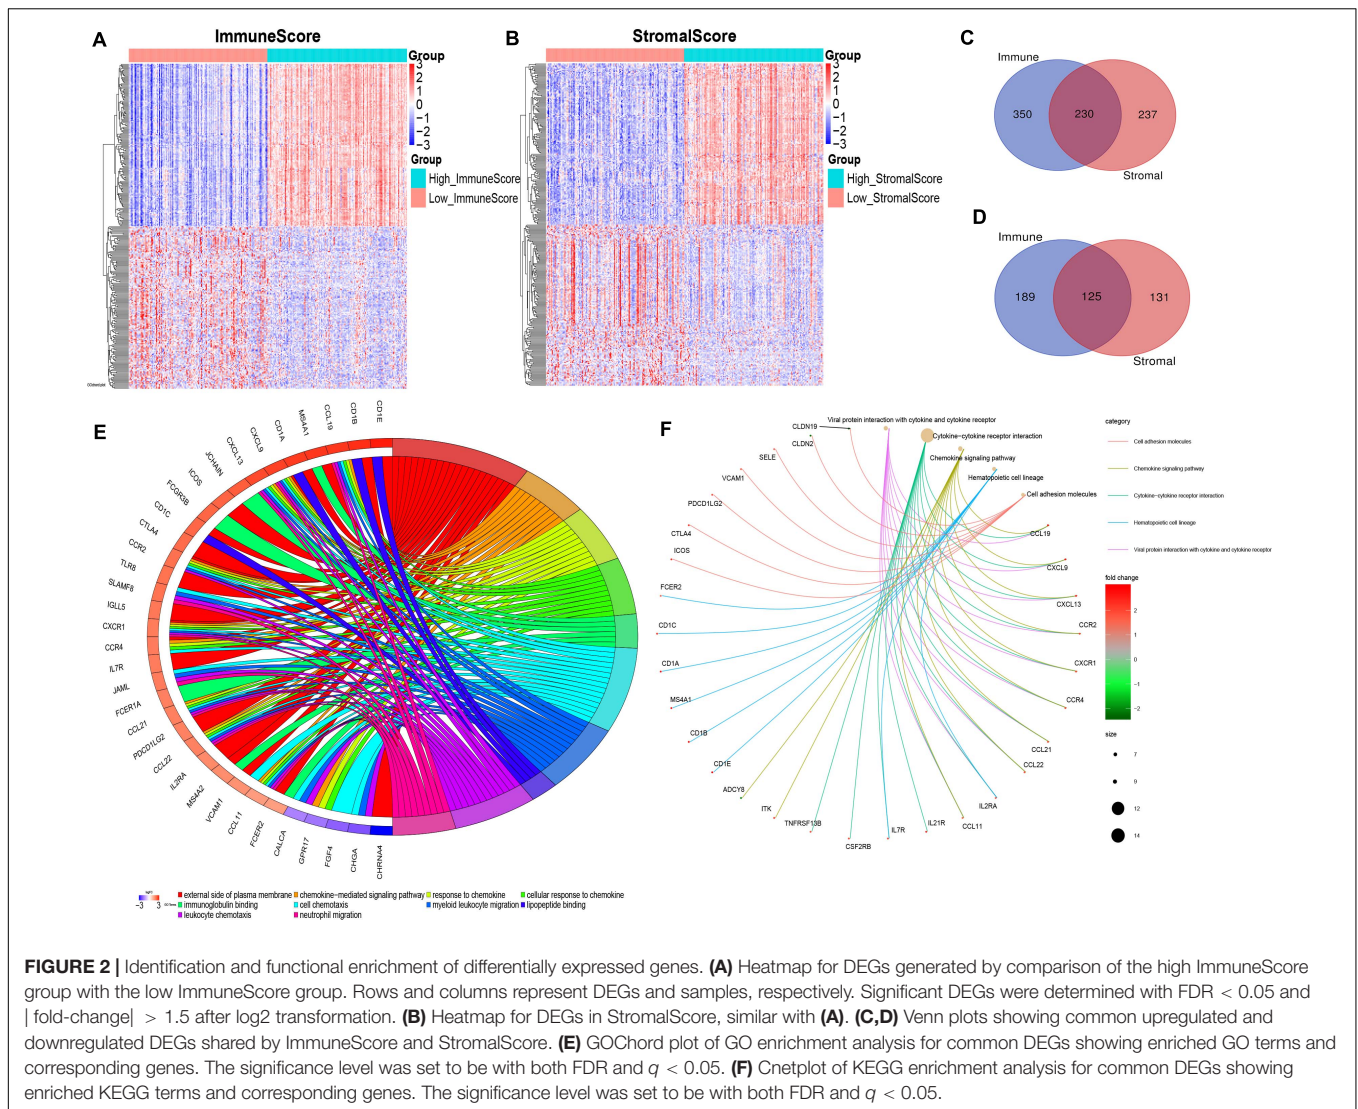 A
ImmuneScore
Group
3
2
1
0
−1
−2
−3
Group
High_ImmuneScore
Low_ImmuneScore
B
StromalScore
Group
3
2
1
0
−1
−2
−3
Group
High_StromalScore
Low_StromalScore
C
Immune
350
230
237
Stromal
D
Immune
189
125
131
Stromal
E
CD1E
CD1B
CCL19
MS4A1
CD1A
CXCL9
CXCL13
JCHAIN
ICOS
FCGR3B
CD1C
CTLA4
CCR2
TLR8
SLAMF8
IGLL5
CXCR1
CCR4
IL7R
JAML
FCER1A
CCL21
PDCD1LG2
CCL22
IL2RA
MS4A2
VCAM1
CCL11
FCER2
CALCA
GPR17
FGF4
CHGA
CHRNA4
−3 3
external side of plasma membrane chemokine−mediated signaling pathway response to chemokine cellular response to chemokine
immunoglobulin binding cell chemotaxis myeloid leukocyte migration lipopeptide binding
leukocyte chemotaxis neutrophil migration
F
Viral protein interaction with cytokine and cytokine receptor
Cytokine−cytokine receptor interaction
Chemokine signaling pathway
Hematopoietic cell lineage
Cell adhesion molecules
CLDN19
CLDN2
SELE
VCAM1
PDCD1LG2
CTLA4
ICOS
FCER2
CD1C
CD1A
MS4A1
CD1B
CD1E
ADCY8
ITK
TNFRSF13B
CSF2RB
IL7R
IL21R
CCL11
IL2RA
CCL22
CCL21
CCR4
CXCR1
CCR2
CXCL13
CXCL9
CCL19
category
Cell adhesion molecules
Chemokine signaling pathway
Cytokine−cytokine receptor interaction
Hematopoietic cell lineage
Viral protein interaction with cytokine and cytokine receptor
fold change
2
1
0
−1
−2
size
7
9
12
14
FIGURE 2 | Identification and functional enrichment of differentially expressed genes. (A) Heatmap for DEGs generated by comparison of the high ImmuneScore
group with the low ImmuneScore group. Rows and columns represent DEGs and samples, respectively. Significant DEGs were determined with FDR < 0.05 and
| fold-change| > 1.5 after log2 transformation. (B) Heatmap for DEGs in StromalScore, similar with (A). (C,D) Venn plots showing common upregulated and
downregulated DEGs shared by ImmuneScore and StromalScore. (E) GOChord plot of GO enrichment analysis for common DEGs showing enriched GO terms and
corresponding genes. The significance level was set to be with both FDR and q < 0.05. (F) Cnetplot of KEGG enrichment analysis for common DEGs showing
enriched KEGG terms and corresponding genes. The significance level was set to be with both FDR and q < 0.05.